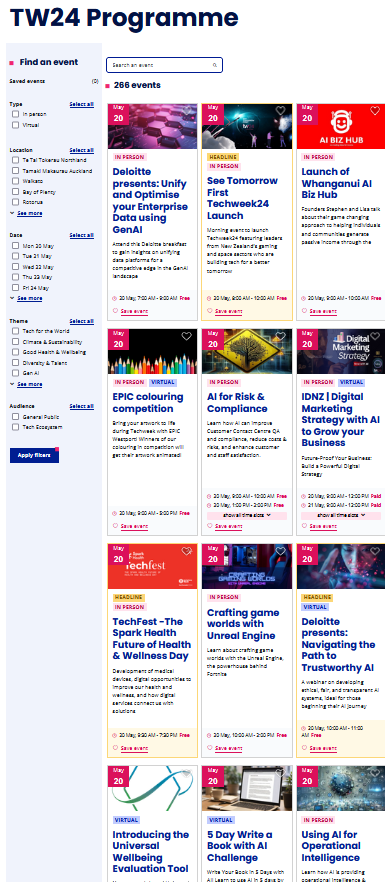 TW24 Programme
Find an event
Saved events (0)
Type Select all
In person
Virtual
Location Select all
Te Tai Tokerau Northland
Tamaki Makaurau Auckland
Waikato
Bay of Plenty
Rotorua
See more
Date Select all
Mon 20 May
Tue 21 May
Wed 22 May
Thu 23 May
Fri 24 May
See more
Theme Select all
Tech for the World
Climate & Sustainability
Good Health & Wellbeing
Diversity & Talent
Gen AI
See more
Audience Select all
General Public
Tech Ecosystem
Apply filters
Search an event
266 events
May
20
IN PERSON
Deloitte
presents: Unify
and Optimise
your Enterprise
Data using
GenAI
Attend this Deloitte breakfast
to gain insights on unifying
data platforms for a
competitive edge in the GenAI
landscape
20 May, 7:00 AM - 9:00 AM Free
Save event
May
20
HEADLINE
IN PERSON
See Tomorrow
First
Techweek24
Launch
Morning event to launch
Techweek24 featuring leaders
from New Zealand's gaming
and space sectors who are
building tech for a better
tomorrow
20 May, 8:00 AM - 10:00 AM Free
Save event
May
20
AI BIZ HUB
IN PERSON
Launch of
Whanganui AI
Biz Hub
Founders Stephen and Liza talk
about their game changing
approach to helping individuals
and communities generate
passive income through the
20 May, 9:00 AM - 10:00 AM Free
Save event
May
20
IN PERSON VIRTUAL
EPIC colouring
competition
Bring your artwork to life
during Techweek with EPIC
Westport! Winners of our
colouring in competition will
get their artwork animated!
20 May, 9:00 AM - 5:00 PM Free
Save event
May
20
IN PERSON
AI for Risk &
Compliance
Learn how AI can improve
Customer Contact Centre QA
and compliance, reduce costs &
risks, and enhance customer
and staff satisfaction.
20 May, 9:00 AM - 10:00 AM Free
20 May, 1:00 PM - 2:00 PM Free
show all time slots
Save event
May
20
Digital
Marketing
Strategy
IN PERSON VIRTUAL
IDNZ | Digital
Marketing
Strategy with AI
to Grow your
Business
Future-Proof Your Business:
Build a Powerful Digital
Strategy
20 May, 9:00 AM - 12:00 PM Paid
21 May, 9:00 AM - 12:00 PM Paid
show all time slots
Save event
May
20
Spark
Health
Techfest
HEADLINE
IN PERSON
TechFest -The
Spark Health
Future of Health
& Wellness Day
Development of medical
devices, digital opportunities to
improve our health and
wellness, and how digital
services connect us with
solutions
20 May, 9:30 AM - 7:30 PM Free
Save event
May
20
CRAFTING
GAMING WORLDS
IN PERSON
Crafting game
worlds with
Unreal Engine
Learn about crafting game
worlds with the Unreal Engine,
the powerhouse behind
Fortnite
20 May, 10:00 AM - 2:00 PM Free
Save event
May
20
HEADLINE
VIRTUAL
Deloitte
presents:
Navigating the
Path to
Trustworthy AI
A webinar on developing
ethical, fair, and transparent AI
systems, ideal for those
beginning their AI journey
20 May, 10:00 AM - 11:00
AM Free
Save event
May
20
VIRTUAL
Introducing the
Universal
Wellbeing
Evaluation Tool
May
20
VIRTUAL
5 Day Write a
Book with AI
Challenge
Write Your Book in 5 Days with
May
20
IN PERSON
Using AI for
Operational
Intelligence
Learn how AI is providing